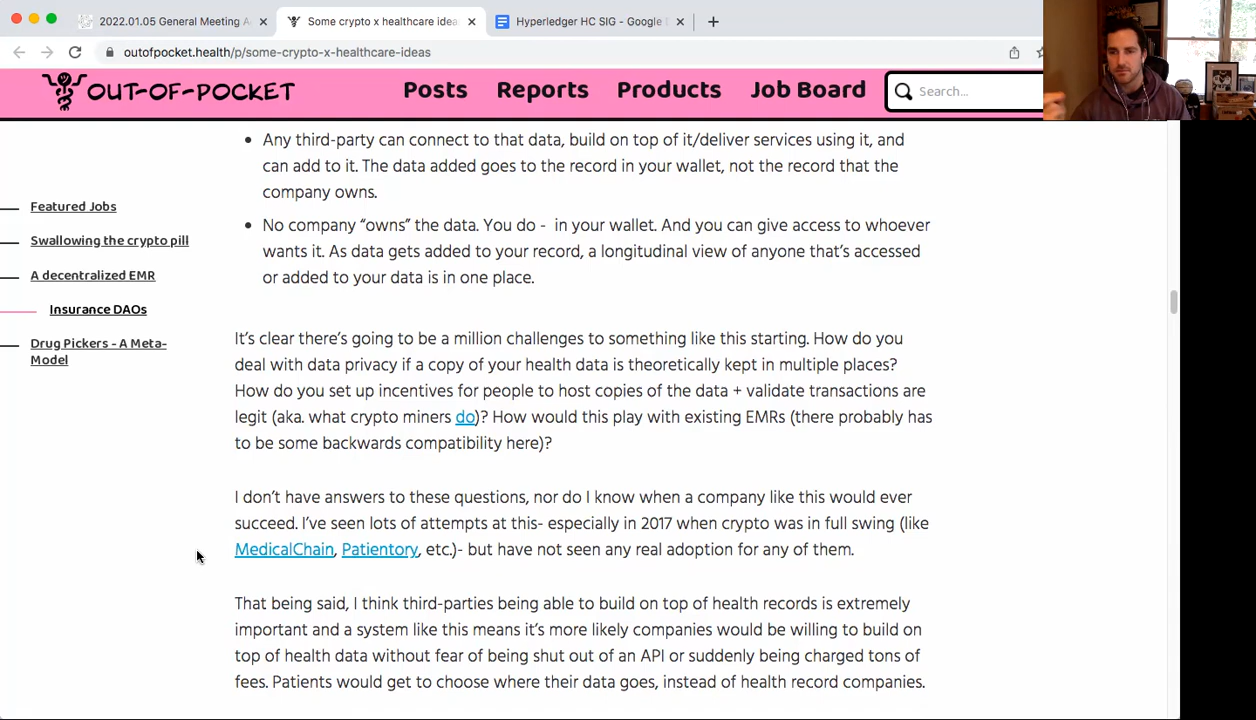 2022.01.05 General Meeting A
Some crypto x healthcare idea
Hyperledger HC SIG - Google D
outofpocket.health/p/some-crypto-x-healthcare-ideas
OUT-OF-POCKET
Posts
Reports
Products
Job Board
Search...
Featured Jobs
Swallowing the crypto pill
A decentralized EMR
Insurance DAOs
Drug Pickers - A Meta-
Model
• Any third-party can connect to that data, build on top of it/deliver services using it, and
can add to it. The data added goes to the record in your wallet, not the record that the
company owns.
• No company “owns” the data. You do - in your wallet. And you can give access to whoever
wants it. As data gets added to your record, a longitudinal view of anyone that’s accessed
or added to your data is in one place.
It’s clear there’s going to be a million challenges to something like this starting. How do you
deal with data privacy if a copy of your health data is theoretically kept in multiple places?
How do you set up incentives for people to host copies of the data + validate transactions are
legit (aka. what crypto miners do)? How would this play with existing EMRs (there probably has
to be some backwards compatibility here)?
I don’t have answers to these questions, nor do I know when a company like this would ever
succeed. I’ve seen lots of attempts at this- especially in 2017 when crypto was in full swing (like
MedicalChain, Patientory, etc.)- but have not seen any real adoption for any of them.
That being said, I think third-parties being able to build on top of health records is extremely
important and a system like this means it’s more likely companies would be willing to build on
top of health data without fear of being shut out of an API or suddenly being charged tons of
fees. Patients would get to choose where their data goes, instead of health record companies.